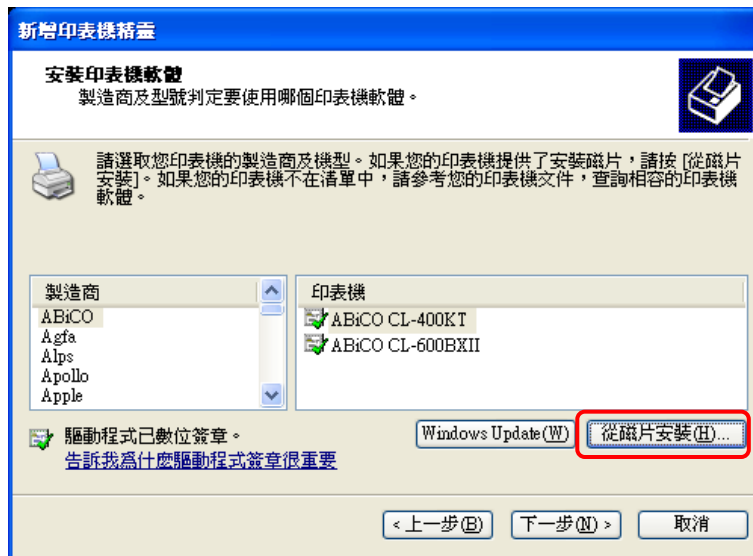 新增印表機精靈
安裝印表機軟體
製造商及型號判定要使用哪個印表機軟體。
請選取您印表機的製造商及機型。如果您的印表機提供了安裝磁片，請按 [從磁片
安裝]。如果您的印表機不在清單中，請參考您的印表機文件，查詢相容的印表機
軟體。
製造商
ABiCO
Agfa
Alps
Apollo
Apple
印表機
ABiCO CL-400KT
ABiCO CL-600BXII
驅動程式已數位簽章。
告訴我為什麼驅動程式簽章很重要
Windows Update(W)
從磁片安裝(H)...
<上一步(B)
下一步(N)>
取消